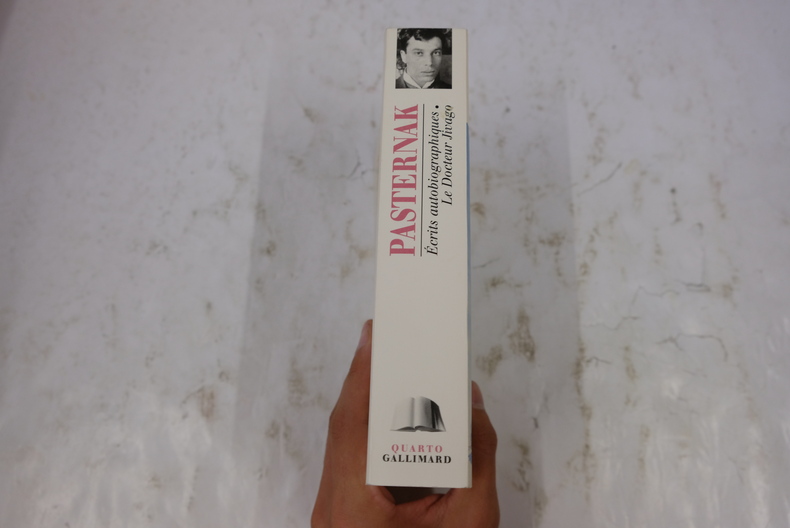 PASTERNAK
Écrits autobiographiques •
Le Docteur Jivago
QUARTO
GALLIMARD